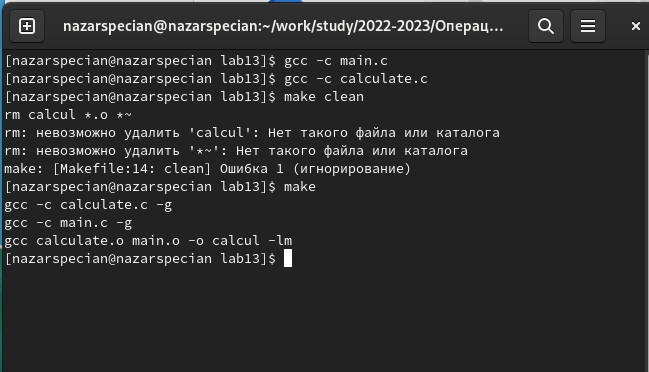 nazarspecian@nazarspecian:~/work/study/2022-2023/Операц...
[nazarspecian@nazarspecian lab13]$ gcc -c main.c
[nazarspecian@nazarspecian lab13]$ gcc -c calculate.c
[nazarspecian@nazarspecian lab13]$ make clean
rm calcul *.o *~
rm: невозможно удалить 'calcul': Нет такого файла или каталога
rm: невозможно удалить '*~': Нет такого файла или каталога
make: [Makefile:14: clean] Ошибка 1 (игнорирование)
[nazarspecian@nazarspecian lab13]$ make
gcc -c calculate.c -g
gcc -c main.c -g
gcc calculate.o main.o -o calcul -lm
[nazarspecian@nazarspecian lab13]$